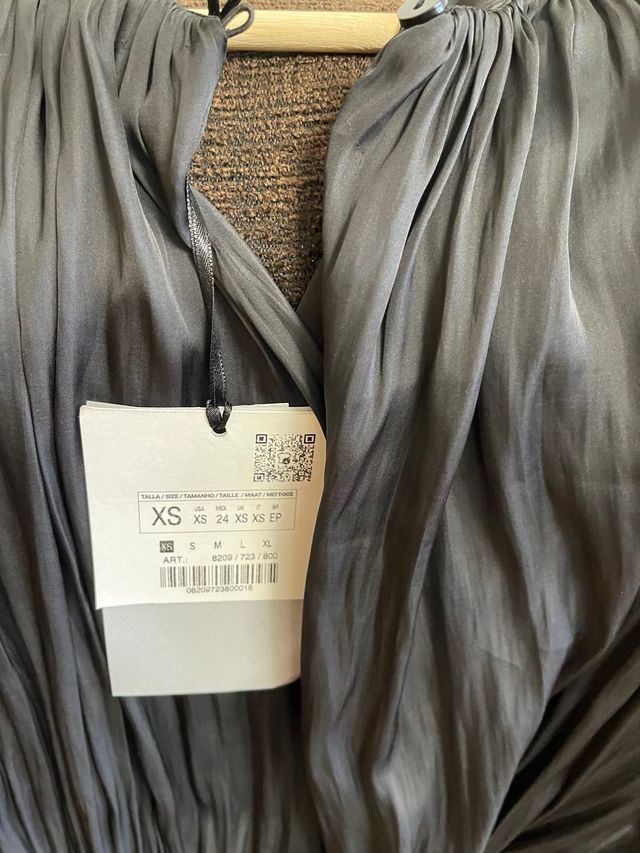 TALLA / SIZE / TAMANHO / TAILLE / MAAT / ΜΕΓΕΘΟΣ
XS
USA MEX UK IT BR
XS 24 XS XS EP
XS S M L XL
ART.: 8209 / 723 / 800
08209723800016